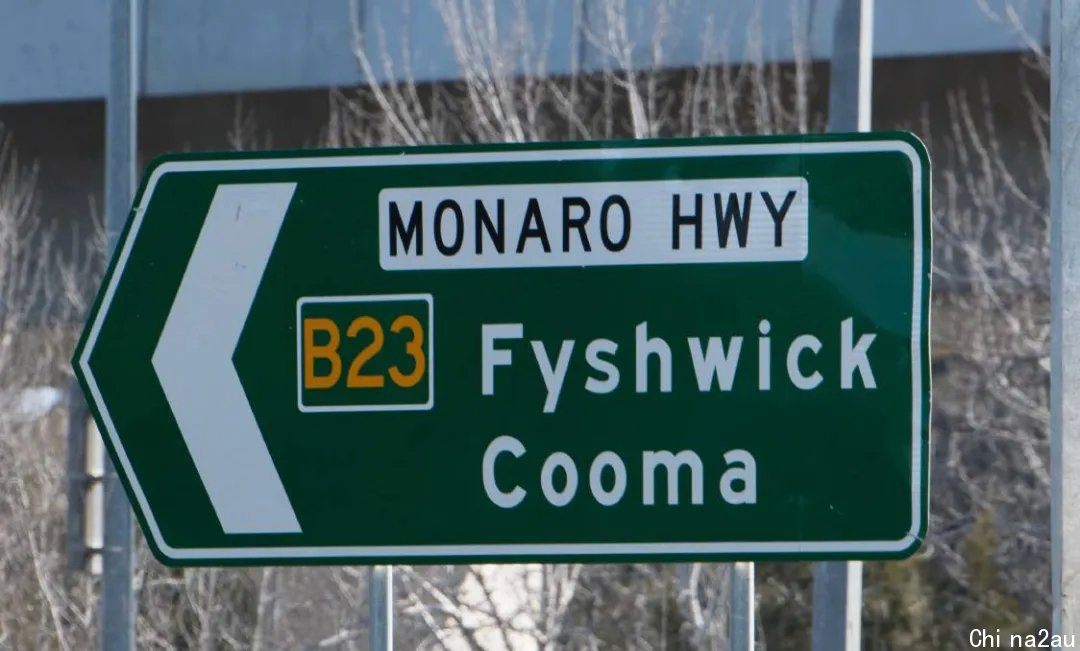 MONARO HWY
B23 Fyshwick
Cooma
Chi na2au